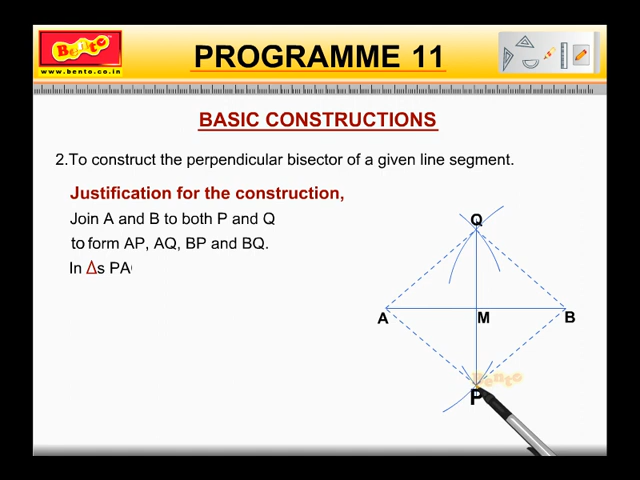 Bento
www.bento.co.in
PROGRAMME 11
BASIC CONSTRUCTIONS
2.To construct the perpendicular bisector of a given line segment.
Justification for the construction,
Join A and B to both P and Q
to form AP, AQ, BP and BQ.
In Δs PA
Q
A
M
B
Bento
P